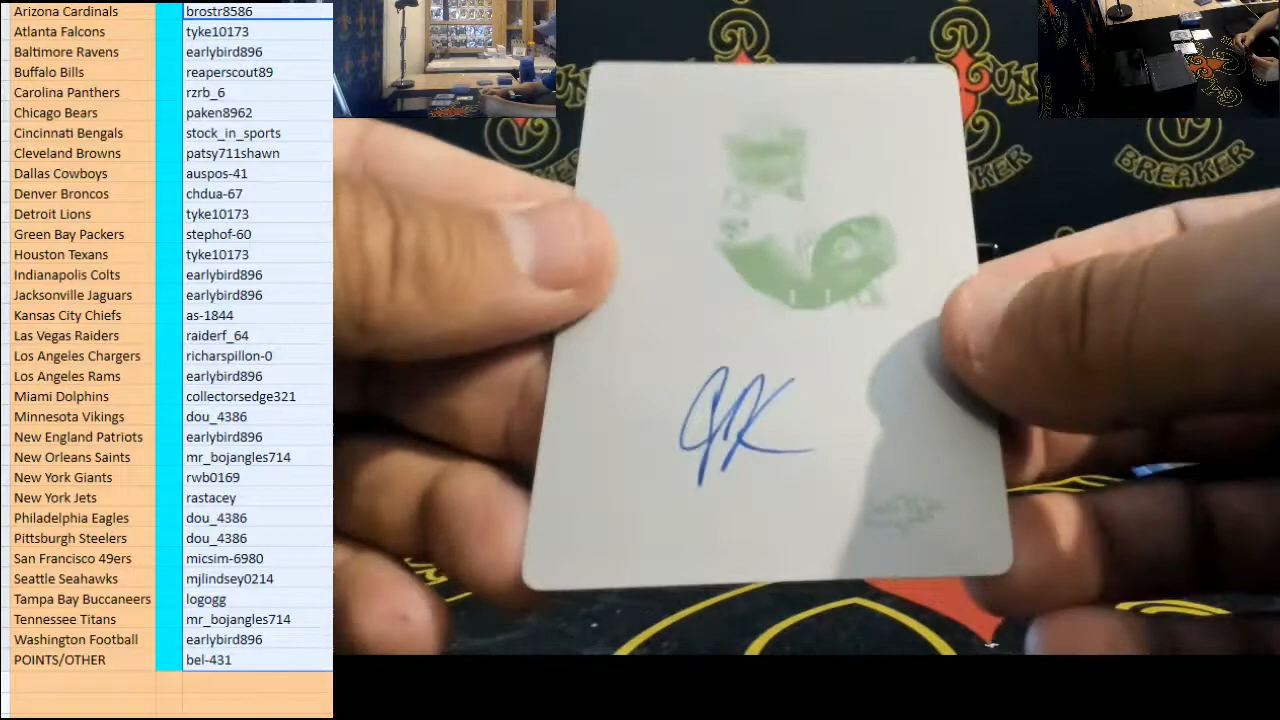 Arizona Cardinals brostr8586
Atlanta Falcons tyke10173
Baltimore Ravens earlybird896
Buffalo Bills reaperscout89
Carolina Panthers rzrb_6
Chicago Bears paken8962
Cincinnati Bengals stock_in_sports
Cleveland Browns patsy711shawn
Dallas Cowboys auspos-41
Denver Broncos chdua-67
Detroit Lions tyke10173
Green Bay Packers stephof-60
Houston Texans tyke10173
Indianapolis Colts earlybird896
Jacksonville Jaguars earlybird896
Kansas City Chiefs as-1844
Las Vegas Raiders raiderf_64
Los Angeles Chargers richarspillon-0
Los Angeles Rams earlybird896
Miami Dolphins collectorsedge321
Minnesota Vikings dou_4386
New England Patriots earlybird896
New Orleans Saints mr_bojangles714
New York Giants rwb0169
New York Jets rastacey
Philadelphia Eagles dou_4386
Pittsburgh Steelers dou_4386
San Francisco 49ers micsim-6980
Seattle Seahawks mjlindsey0214
Tampa Bay Buccaneers logogg
Tennessee Titans mr_bojangles714
Washington Football earlybird896
POINTS/OTHER bel-431
BREAKER